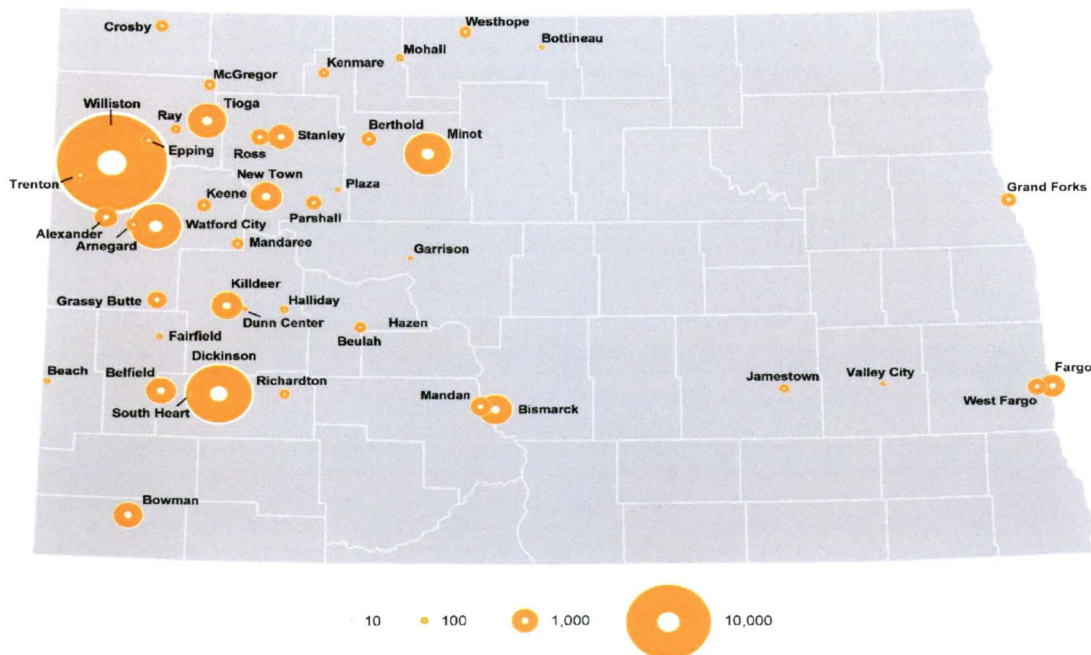 Crosby
Westhope
Bottineau
Mohall
Kenmare
McGregor
Williston
Tioga
Ray
Berthold
Minot
Stanley
Epping
Ross
New Town
Trenton
Plaza
Keene
Grand Forks
Parshall
Alexander
Watford City
Arnegard
Mandaree
Garrison
Killdeer
Grassy Butte
Halliday
Dunn Center
Hazen
Fairfield
Beulah
Dickinson
Beach
Belfield
Richardton
Jamestown
Valley City
Fargo
Mandan
West Fargo
South Heart
Bismarck
Bowman
10 100 1,000 10,000